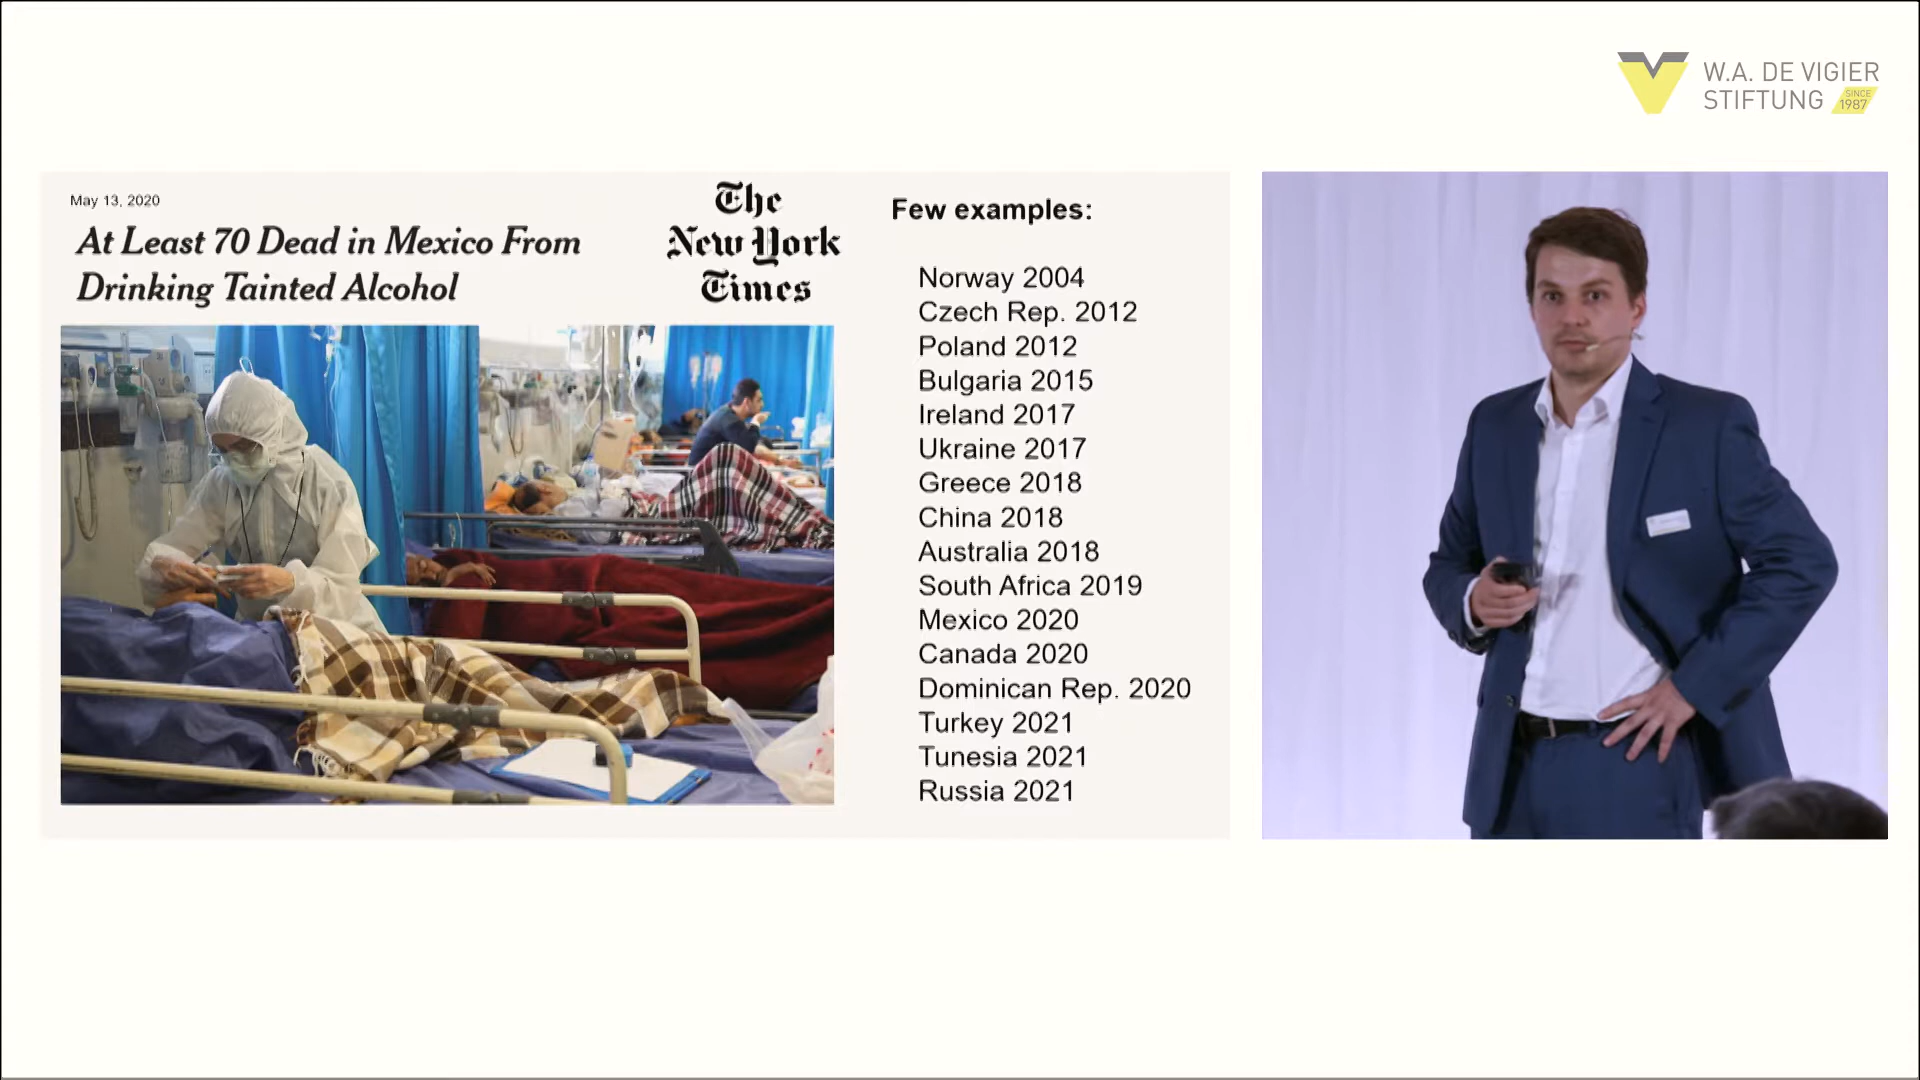 W.A. DE VIGIER
STIFTUNG
SINCE
1987
May 13, 2020
At Least 70 Dead in Mexico From
Drinking Tainted Alcohol
The
New York
Times
Few examples:
Norway 2004
Czech Rep. 2012
Poland 2012
Bulgaria 2015
Ireland 2017
Ukraine 2017
Greece 2018
China 2018
Australia 2018
South Africa 2019
Mexico 2020
Canada 2020
Dominican Rep. 2020
Turkey 2021
Tunesia 2021
Russia 2021